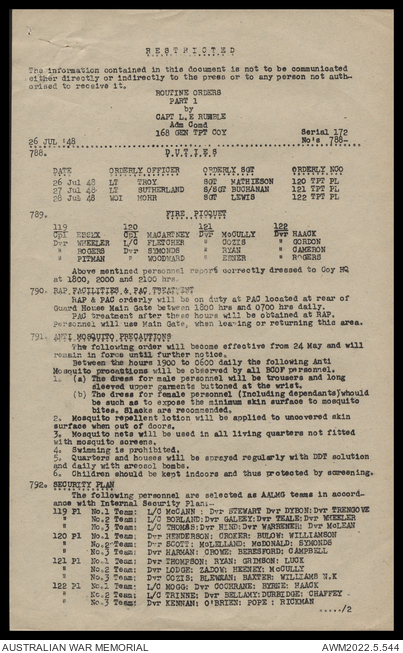 RESTRICTED
The information contained in this document is not to be communicated
either directly or indirectly to the press or to any person not auth-
orised to receive it.
ROUTINE ORDERS
PART 1
by
CAPT L.E RUMBLE
Adm Comd
168 GEN TPT COY Serial 172
26 JUL '48 No's 788-
788. DUTIES
DATE ORDERLY OFFICER ORDERLY SGT ORDERLY NCO
26 Jul 48 LT TROY SGT MATHIESON 120 TPT PL
27 Jul 48 LT SUTHERLAND S/SGT BUCHANAN 121 TPT PL
28 Jul 48 WOI MOHR SGT LEWIS 122 TPT PL
789. FIRE PICQUET
119 120 121 122
Cpl ESSEX Cpl MACARTNEY Dvr McCULLY Dvr HAACK
Dvr WHEELER L/C FLETCHER " COZIS " GORDON
" ROGERS Dvr SYMONDS " RYAN " CAMERON
" PITMAN " WOODWARD " ROGERS
Above mentioned personnel report correctly dressed to Coy HQ
at 1800, 2000 and 2100 hrs.
790. RAP FACILITIES & PAC TREATMENT
RAP & PAC orderly will be on duty at PAC located at rear of
Guard House Main Gate between 1800 hrs and 0700 hrs daily.
PAC treatment after these hours will be obtained at RAP.
Personnel will use Main Gate, when leaving or returning this area.
791. ANTI MOSQUITO PRECAUTIONS
The following order will become effective from 24 May and will
remain in force until further notice.
Between the hours 1900 to 0600 daily the following Anti
Mosquito precautions will be observed by all BCOF personnel.
1. (a) The dress for male personnel will be trousers and long
sleeved upper garments buttoned at the wrist.
(b) The dress for female personnel (Including dependants) would
be such as to expose the minimum skin surface to mosquito
bites. Slacks are recommended.
2. Mosquito repellent lotion will be applied to uncovered skin
surface when out of doors.
3. Mosquito nets will be used in all living quarters not fitted
with mosquito screens.
4. Swimming is prohibited.
5. Quarters and houses will be sprayed regularly with DDT solution
and daily with areosol bombs.
6. Children should be kept indoors and thus protected by screening.
792. SECURITY PLAN
The following personnel are selected as AALMG teams in accord-
ance with Internal Security Plan:-
119 Pl No.1 Team: L/C McCANN : Dvr STEWART Dvr DYBON: Dvr TRENGOVE
" No.2 Team: L/C BORLAND: Dvr GALEZY: Dvr TEALE: Dvr WHEELER
" No.3 Team: L/C THOMAS: Dvr HIND: Dvr WARRENER: Dvr McLEAN
120 Pl No.1 Team: Dvr HENDERSON: CROKER: BULOW: WILLIAMSON
" No.2 Team: Dvr SCOTT: McLELLAND: McDONALD: SYMONDS
" No.3 Team: Dvr HARMAN: CROWE: BERESFORD: CAMPBELL
121 Pl No.1 Team: Dvr THOMPSON: RYAN: GRIMSON: LUCK
" No.2 Team: Dvr LODGE: ZADOW: HEENEY: McCULLY
" No.3 Team: Dvr COZIS: BLEWEAN: BAXTER: WILLIAMS N.K
122 Pl No.1 Team: L/C MOGG: Dvr COCHRANE: BYRNE: HAACK
" No.2 Team: L/C TRINNE: Dvr BELLAMY: DURBIDGE: CHAFFEY
" No.3 Team: Dvr KENNAN: O'BRIEN: POPE : RICKMAN
...../2
AUSTRALIAN WAR MEMORIAL AWM2022.5.544